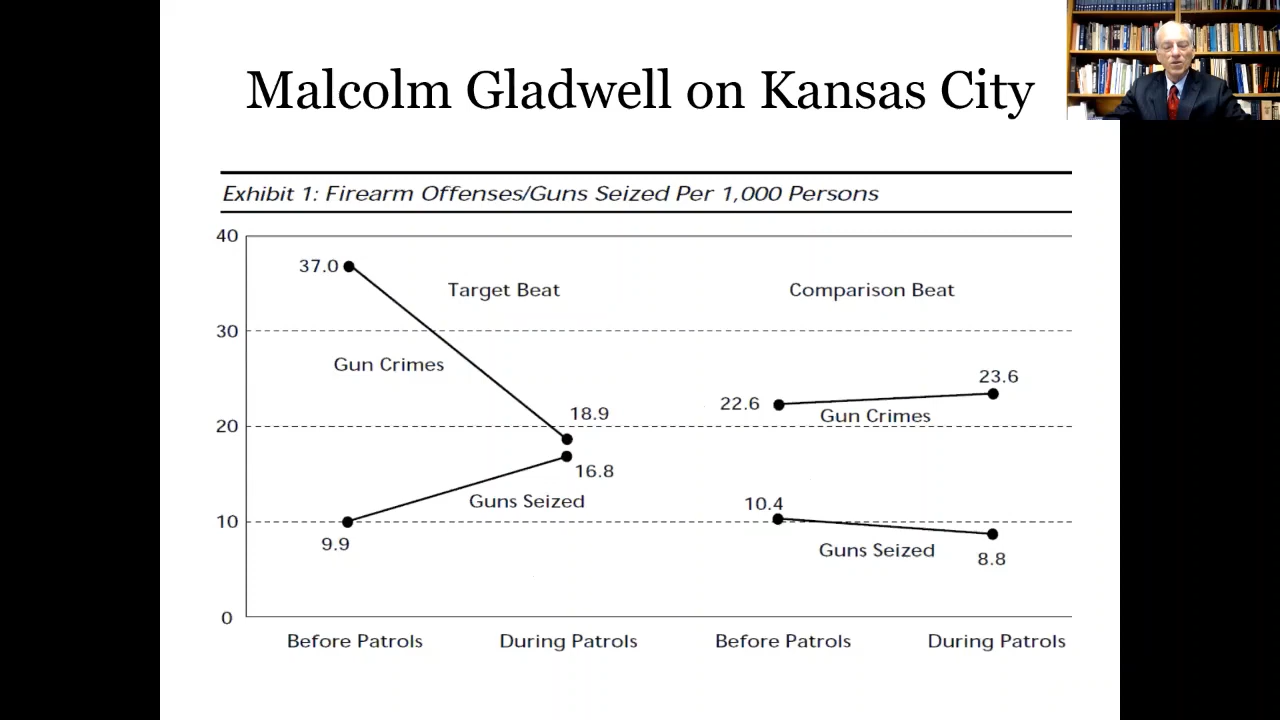 Malcolm Gladwell on Kansas City
Exhibit 1: Firearm Offenses/Guns Seized Per 1,000 Persons
40
37.0
Target Beat
Comparison Beat
30
Gun Crimes
23.6
22.6
Gun Crimes
18.9
20
16.8
Guns Seized
10.4
10
9.9
Guns Seized
8.8
0
Before Patrols
During Patrols
Before Patrols
During Patrols